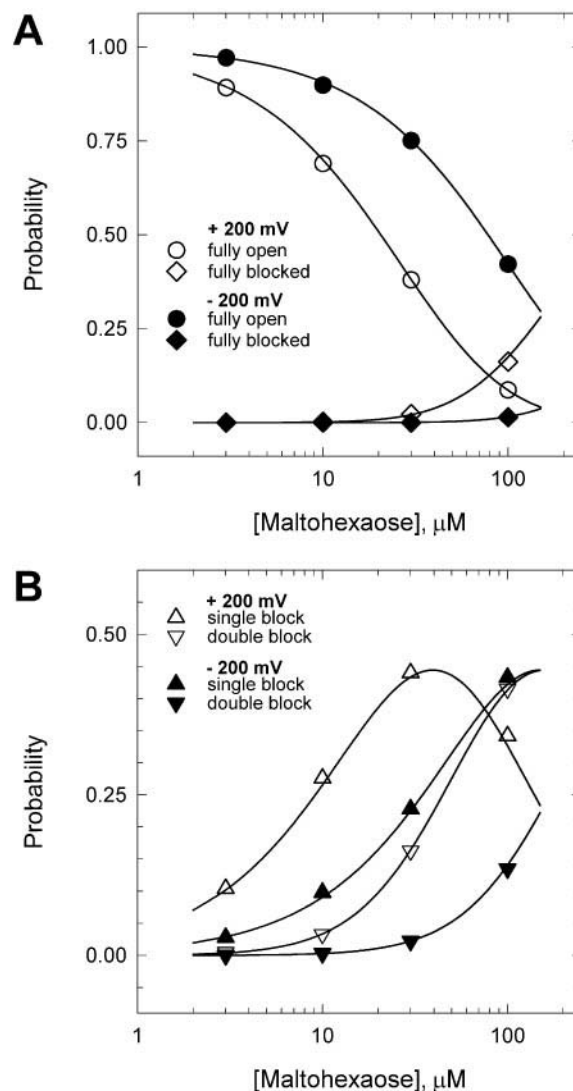 A
1.00
0.75
0.50
0.25
0.00
Probability
+ 200 mV
fully open
fully blocked
- 200 mV
fully open
fully blocked
1
10
100
[Maltohexaose], µM
B
0.50
0.25
0.00
Probability
+ 200 mV
single block
double block
- 200 mV
single block
double block
1
10
100
[Maltohexaose], µM